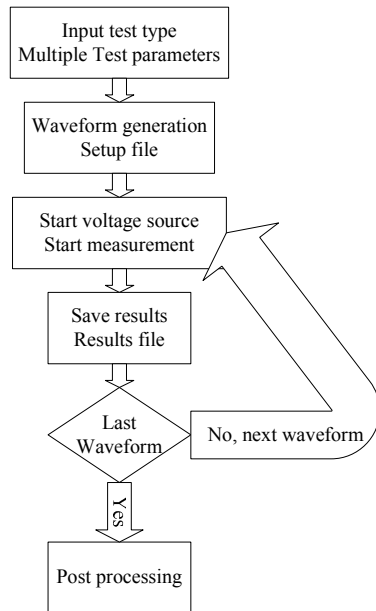 Input test type
Multiple Test parameters
Waveform generation
Setup file
Start voltage source
Start measurement
Save results
Results file
Last
Waveform
No, next waveform
Yes
Post processing